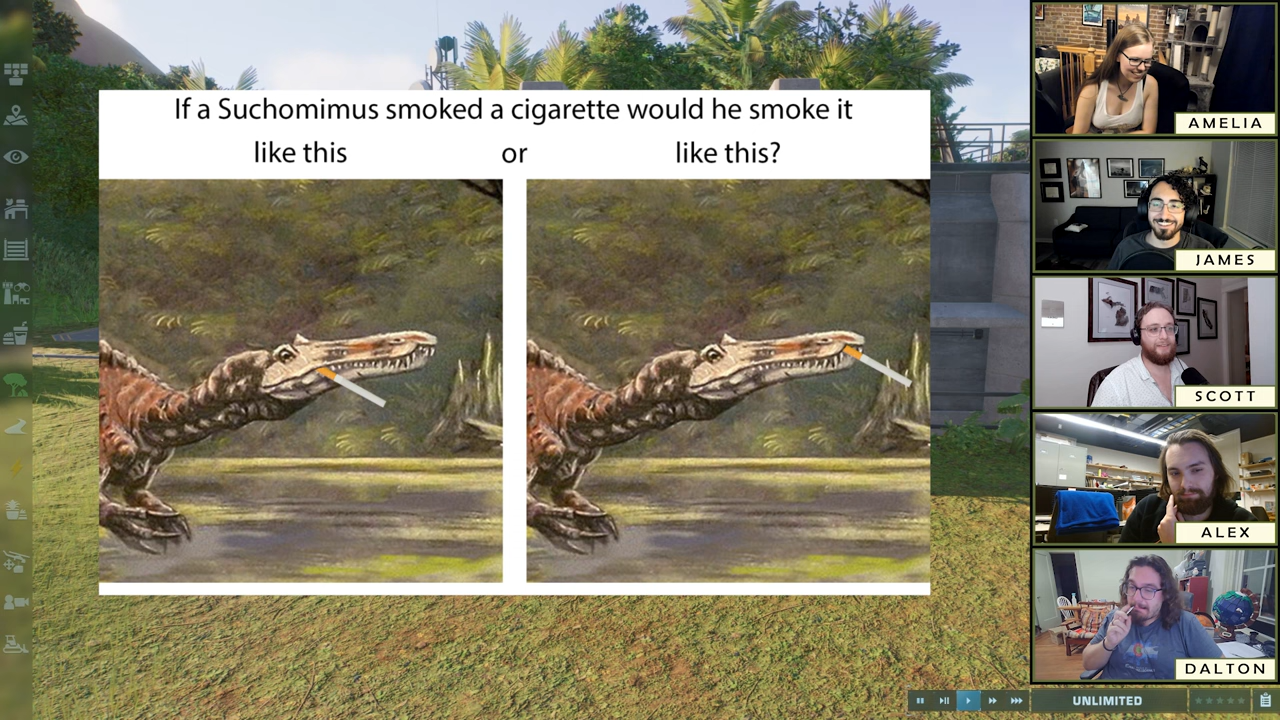 If a Suchomimus smoked a cigarette would he smoke it
like this or like this?
AMELIA
JAMES
SCOTT
ALEX
DALTON
UNLIMITED